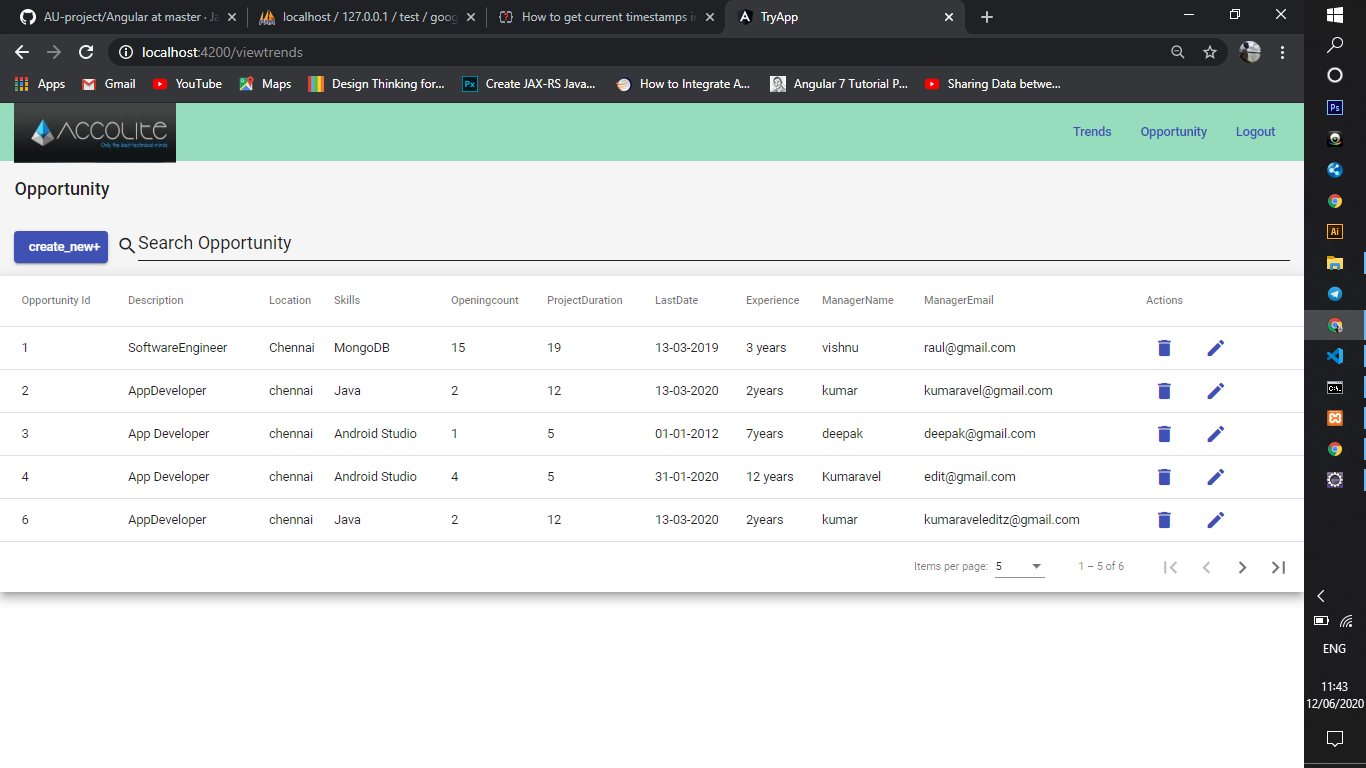 AU-project/Angular at master · Ja
localhost / 127.0.0.1 / test / goog
How to get current timestamps in
TryApp
localhost:4200/viewtrends
Apps
Gmail
YouTube
Maps
Design Thinking for...
Px
Create JAX-RS Java...
How to Integrate A...
Angular 7 Tutorial P...
Sharing Data betwe...
ACCOLITE
Only the best technical minds
Trends
Opportunity
Logout
Opportunity
create_new+
Search Opportunity
Opportunity Id Description Location Skills Openingcount ProjectDuration LastDate Experience ManagerName ManagerEmail Actions
1 SoftwareEngineer Chennai MongoDB 15 19 13-03-2019 3 years vishnu raul@gmail.com
2 AppDeveloper chennai Java 2 12 13-03-2020 2years kumar kumaravel@gmail.com
3 App Developer chennai Android Studio 1 5 01-01-2012 7years deepak deepak@gmail.com
4 App Developer chennai Android Studio 4 5 31-01-2020 12 years Kumaravel edit@gmail.com
6 AppDeveloper chennai Java 2 12 13-03-2020 2years kumar kumaraveleditz@gmail.com
Items per page: 5 1 – 5 of 6
Ps
Ai
C:\.
ENG
11:43
12/06/2020